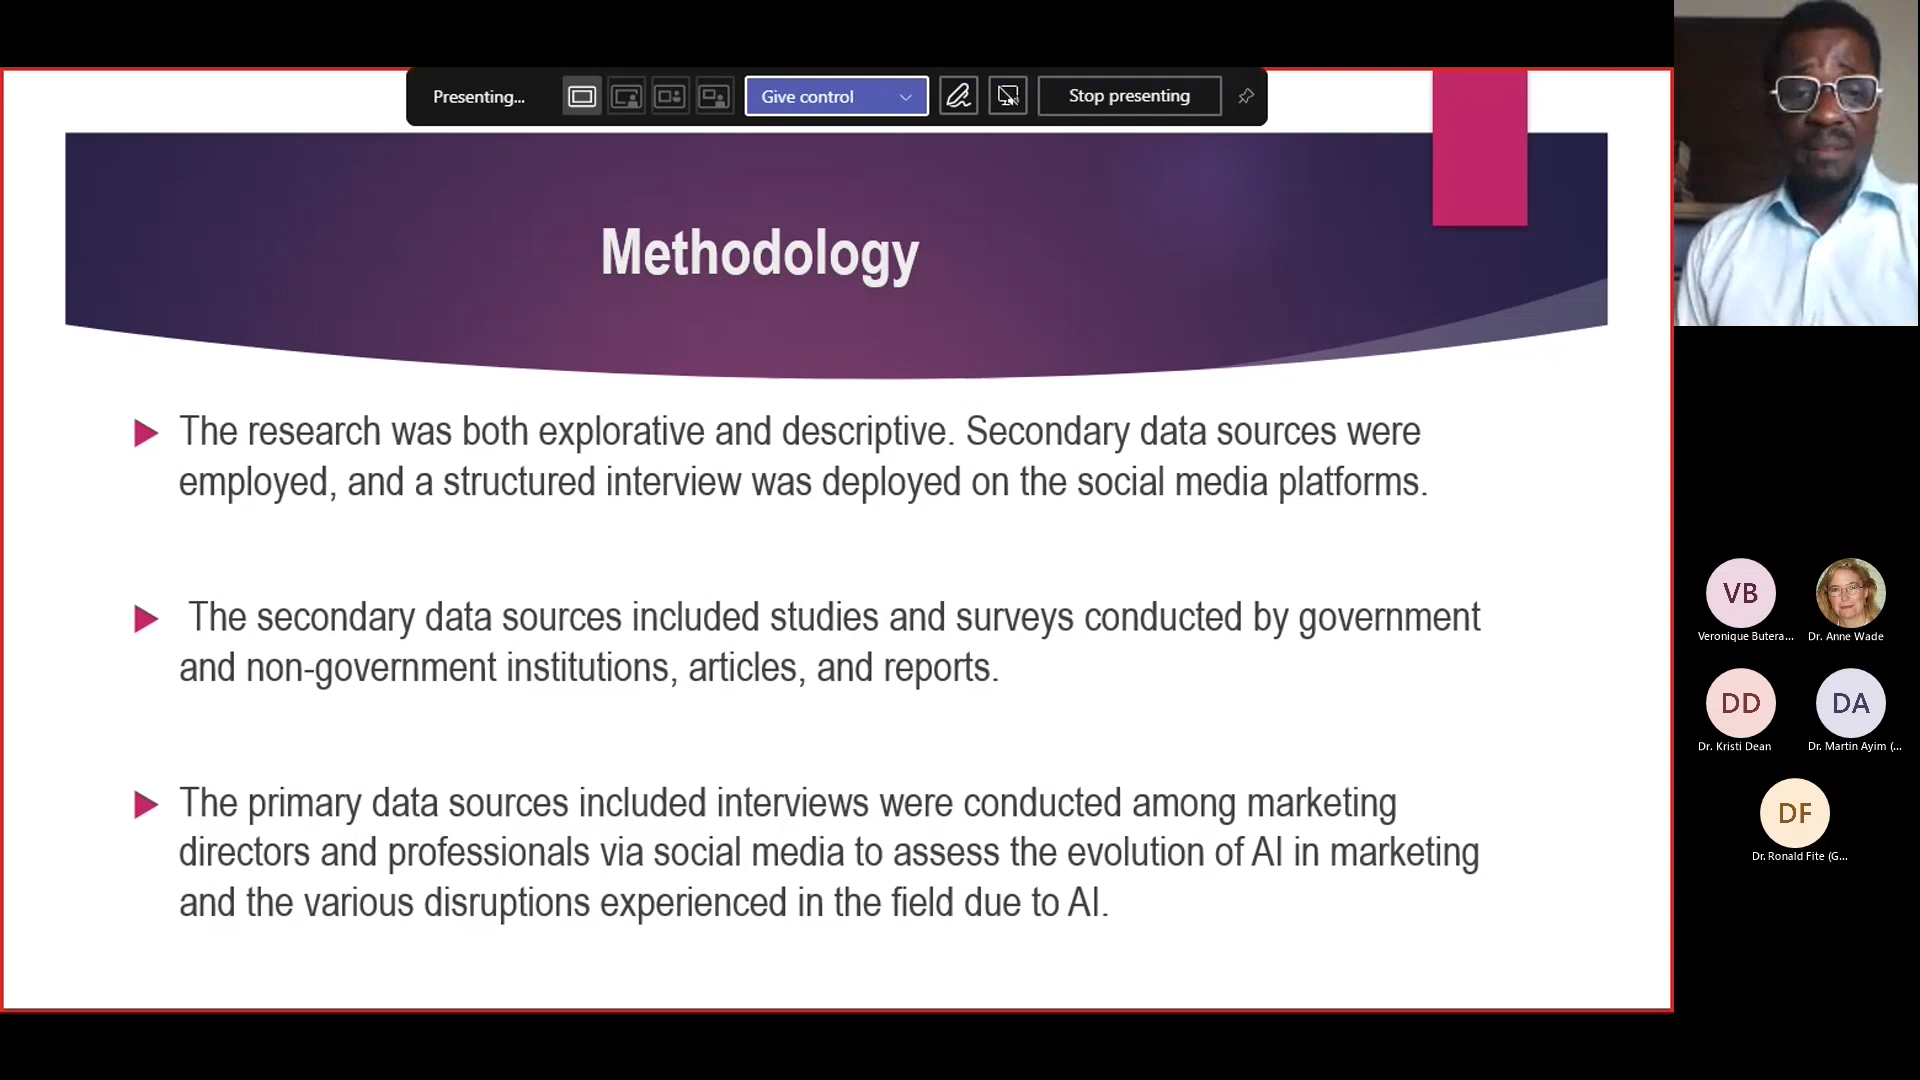 Presenting...
Give control
Stop presenting
Methodology
The research was both explorative and descriptive. Secondary data sources were
employed, and a structured interview was deployed on the social media platforms.
The secondary data sources included studies and surveys conducted by government
and non-government institutions, articles, and reports.
The primary data sources included interviews were conducted among marketing
directors and professionals via social media to assess the evolution of AI in marketing
and the various disruptions experienced in the field due to AI.
VB
Veronique Butera...
Dr. Anne Wade
DD
Dr. Kristi Dean
DA
Dr. Martin Ayim (...
DF
Dr. Ronald Fite (G...